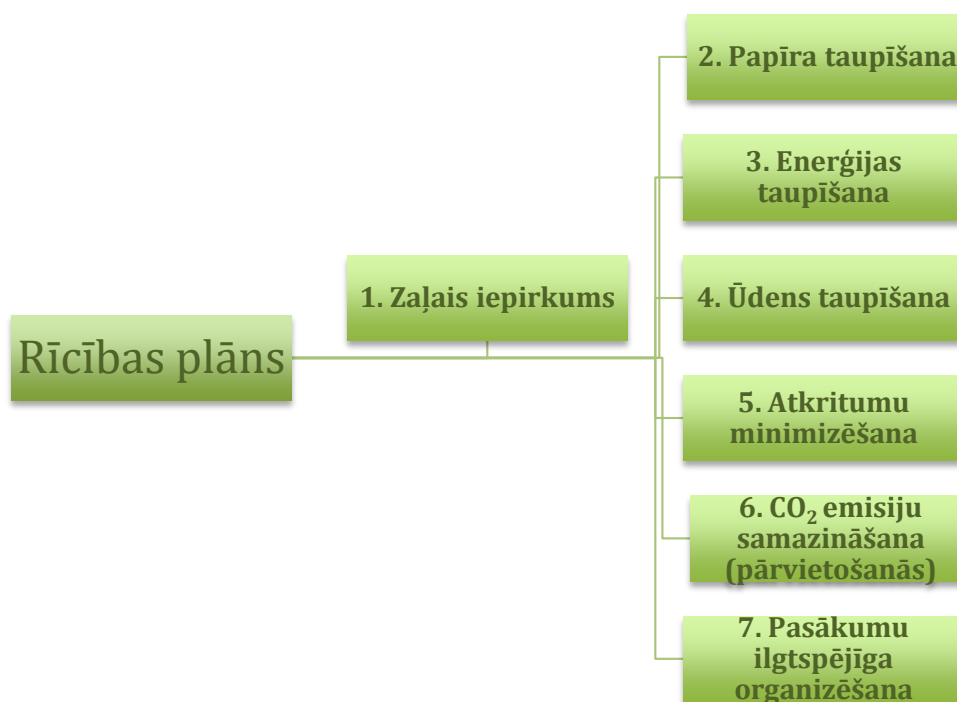 Rīcības plāns
1. Zaļais iepirkums
2. Papīra taupīšana
3. Enerģijas
taupīšana
4. Ūdens taupīšana
5. Atkritumu
minimizēšana
6. CO₂ emisiju
samazināšana
(pārvietošanās)
7. Pasākumu
ilgtspējīga
organizēšana